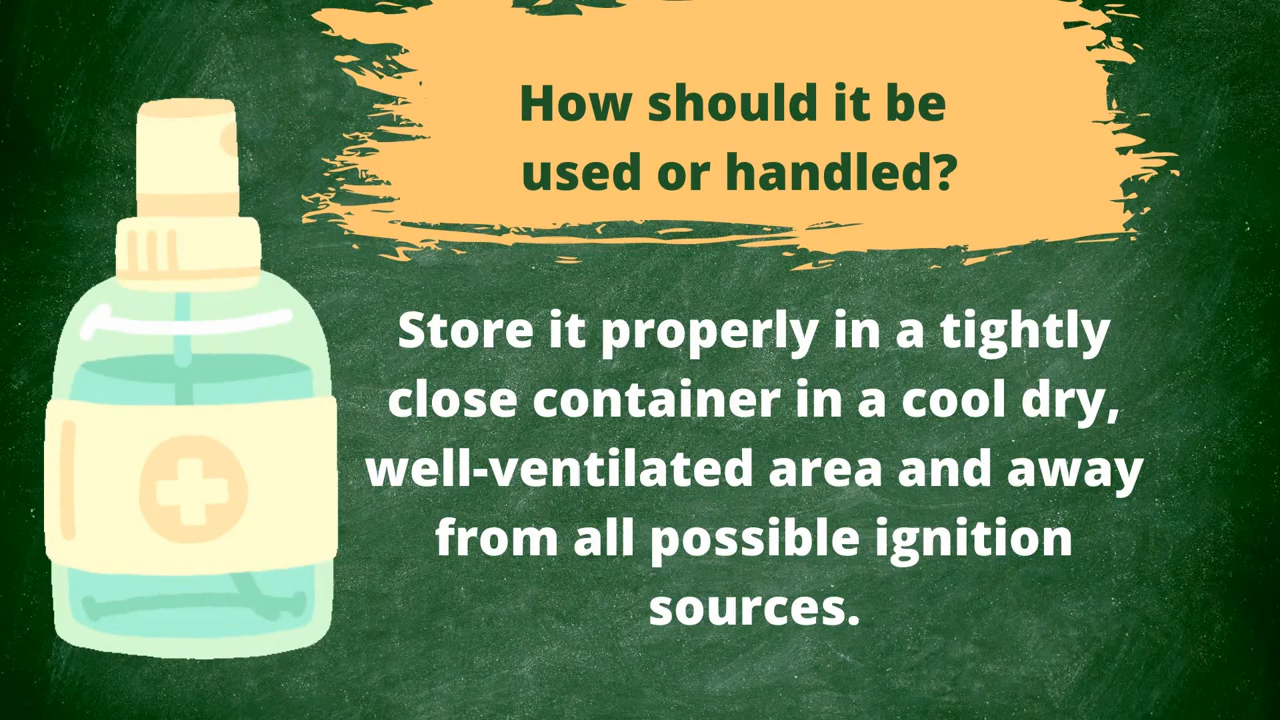 How should it be
used or handled?
Store it properly in a tightly
close container in a cool dry,
well-ventilated area and away
from all possible ignition
sources.